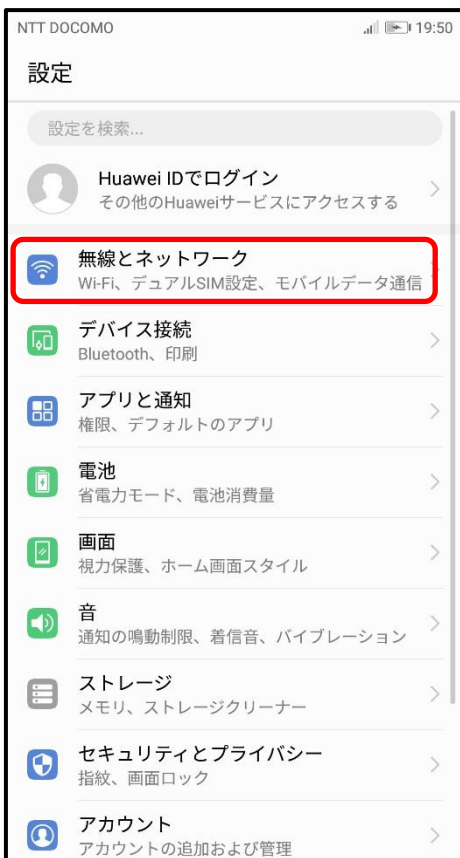 NTT DOCOMO 19:50
設定
設定を検索...
Huawei IDでログイン
その他のHuaweiサービスにアクセスする
無線とネットワーク
Wi-Fi、デュアルSIM設定、モバイルデータ通信
デバイス接続
Bluetooth、印刷
アプリと通知
権限、デフォルトのアプリ
電池
省電力モード、電池消費量
画面
視力保護、ホーム画面スタイル
音
通知の鳴動制限、着信音、バイブレーション
ストレージ
メモリ、ストレージクリーナー
セキュリティとプライバシー
指紋、画面ロック
アカウント
アカウントの追加および管理